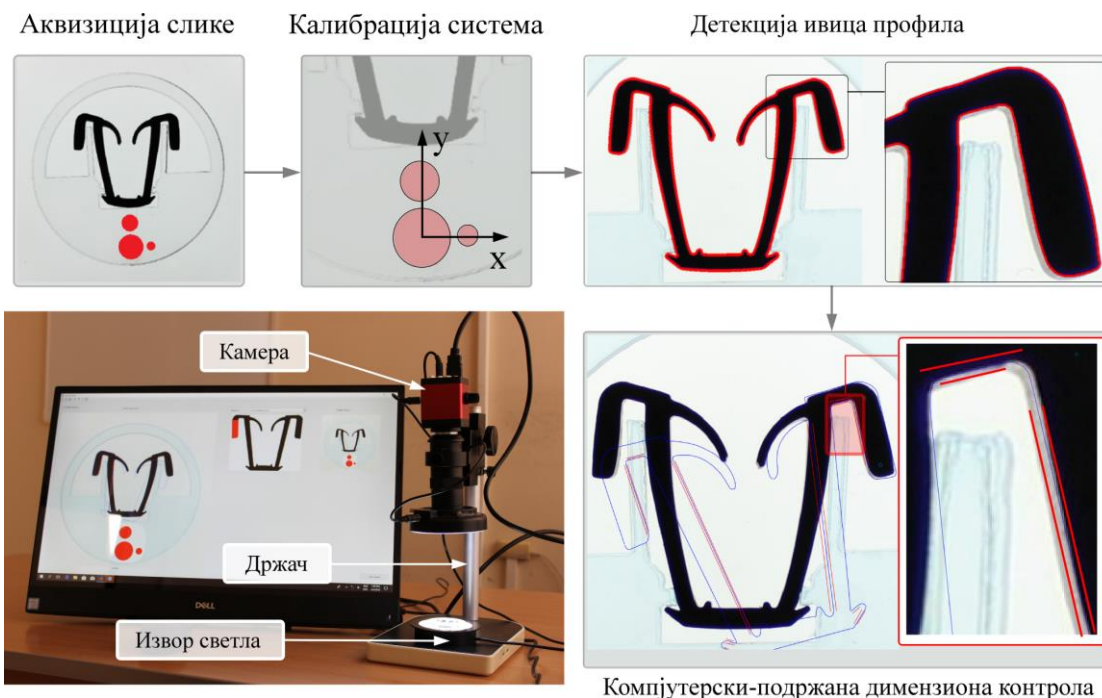 Аквизиција слике
Калибрација система
Детекција ивица профила
y
x
Камера
Држач
Извор светла
DELL
Компјутерски-подржана димензиона контрола